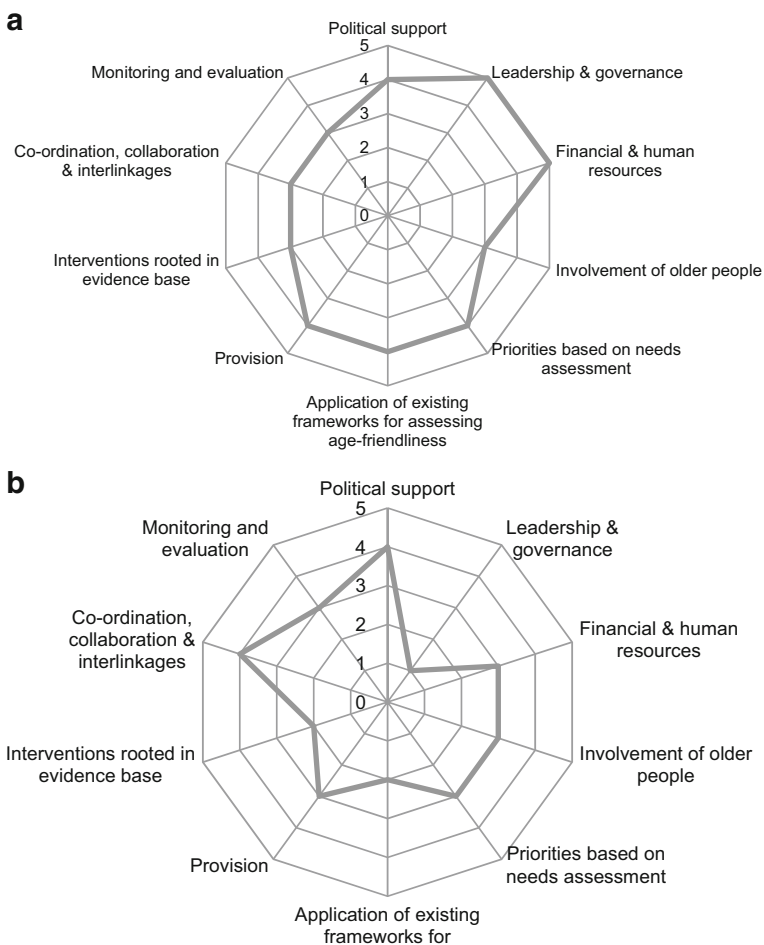 a
Political support
5
Leadership & governance
Monitoring and evaluation
4
3
Co-ordination, collaboration
& interlinkages
Financial & human
resources
2
1
0
Interventions rooted in
evidence base
Involvement of older people
Provision
Priorities based on needs
assessment
Application of existing
frameworks for assessing
age-friendliness
b
Political support
5
Monitoring and
evaluation
Leadership &
governance
4
3
Co-ordination,
collaboration &
interlinkages
Financial & human
resources
2
1
0
Interventions rooted in
evidence base
Involvement of older
people
Provision
Priorities based on
needs assessment
Application of existing
frameworks for